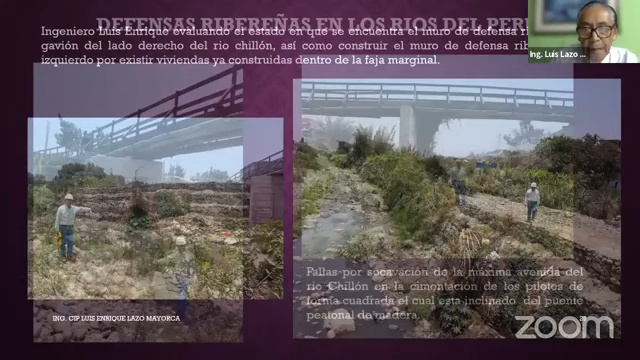 DEFENSAS RIBEREÑAS EN LOS RIOS DEL PERU
Ingeniero Luis Enrique evaluando el estado en que se encuentra el muro de defensa
gavión del lado derecho del rio chillón, así como construir el muro de defensa
izquierdo por existir viviendas ya construidas dentro de la faja marginal.
Ing. Luis Lazo
Fallas por socavación de la máxima avenida del
rio Chillón en la cimentación de los pilotes de
forma cuadrada el cual esta inclinado del puente
peatonal de madera.
ING. CIP LUIS ENRIQUE LAZO MAYORCA
zoom